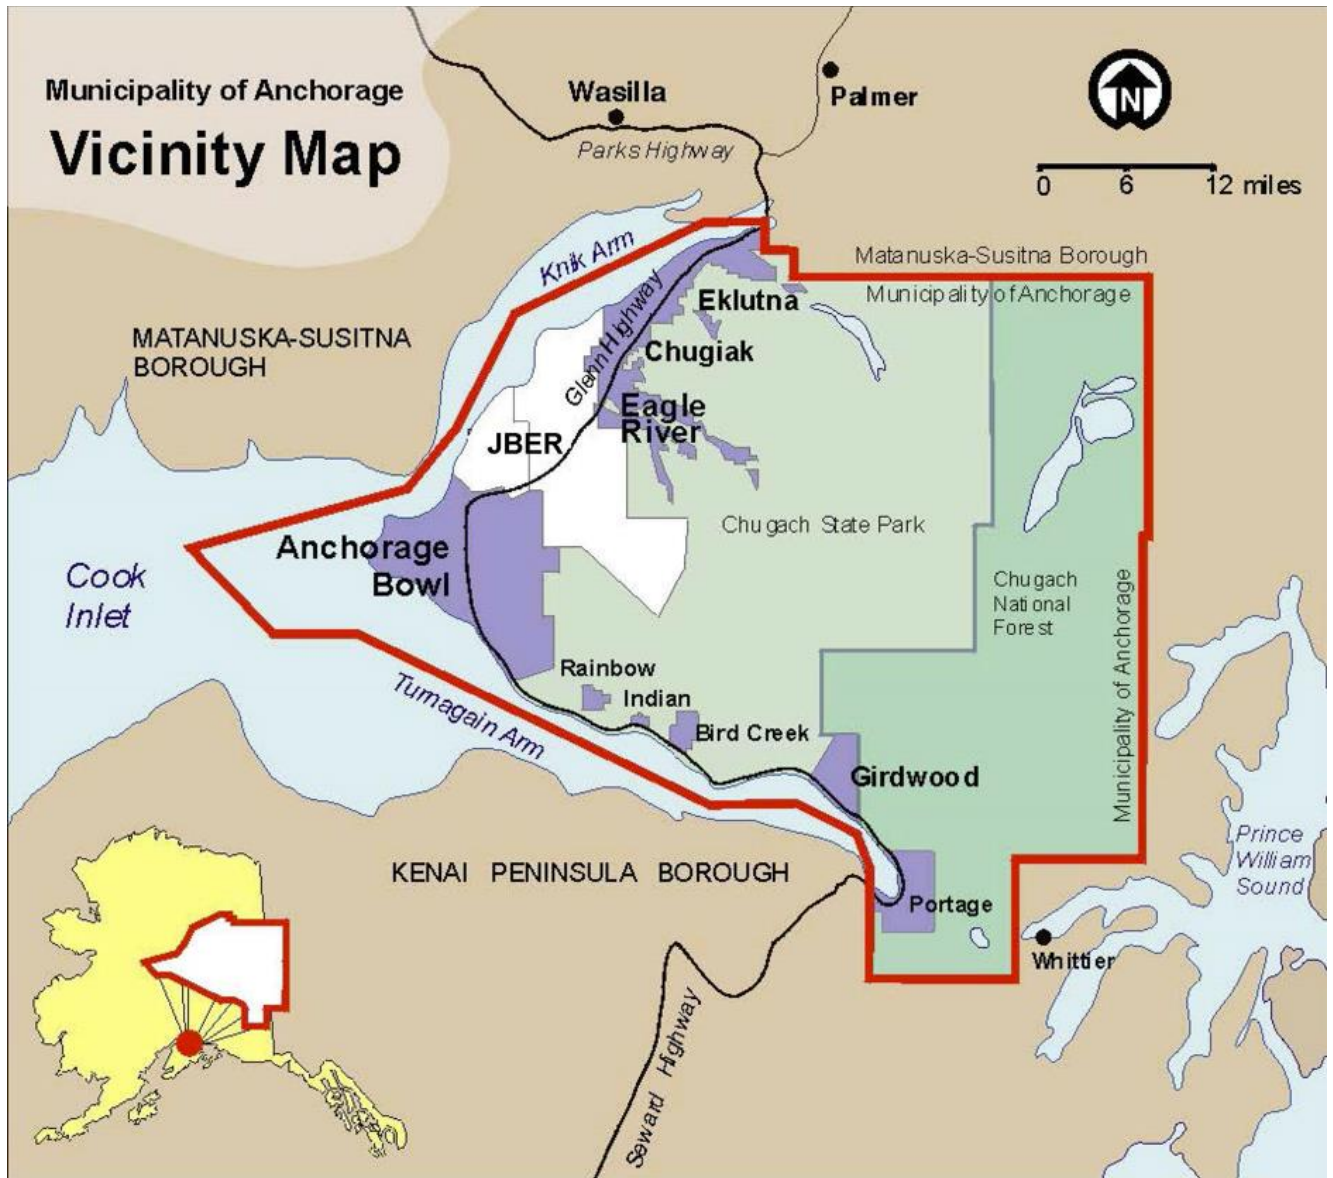 Municipality of Anchorage
Vicinity Map
Wasilla
Palmer
Parks Highway
N
0 6 12 miles
Knik Arm
Matanuska-Susitna Borough
Municipality of Anchorage
Eklutna
Glenn Highway
MATANUSKA-SUSITNA
BOROUGH
Chugiak
Eagle
River
JBER
Chugach State Park
Anchorage
Bowl
Cook
Inlet
Chugach
National
Forest
Municipality of Anchorage
Rainbow
Indian
Turnagain Arm
Bird Creek
Girdwood
Prince
William
Sound
KENAI PENINSULA BOROUGH
Portage
Whittier
Seward Highway